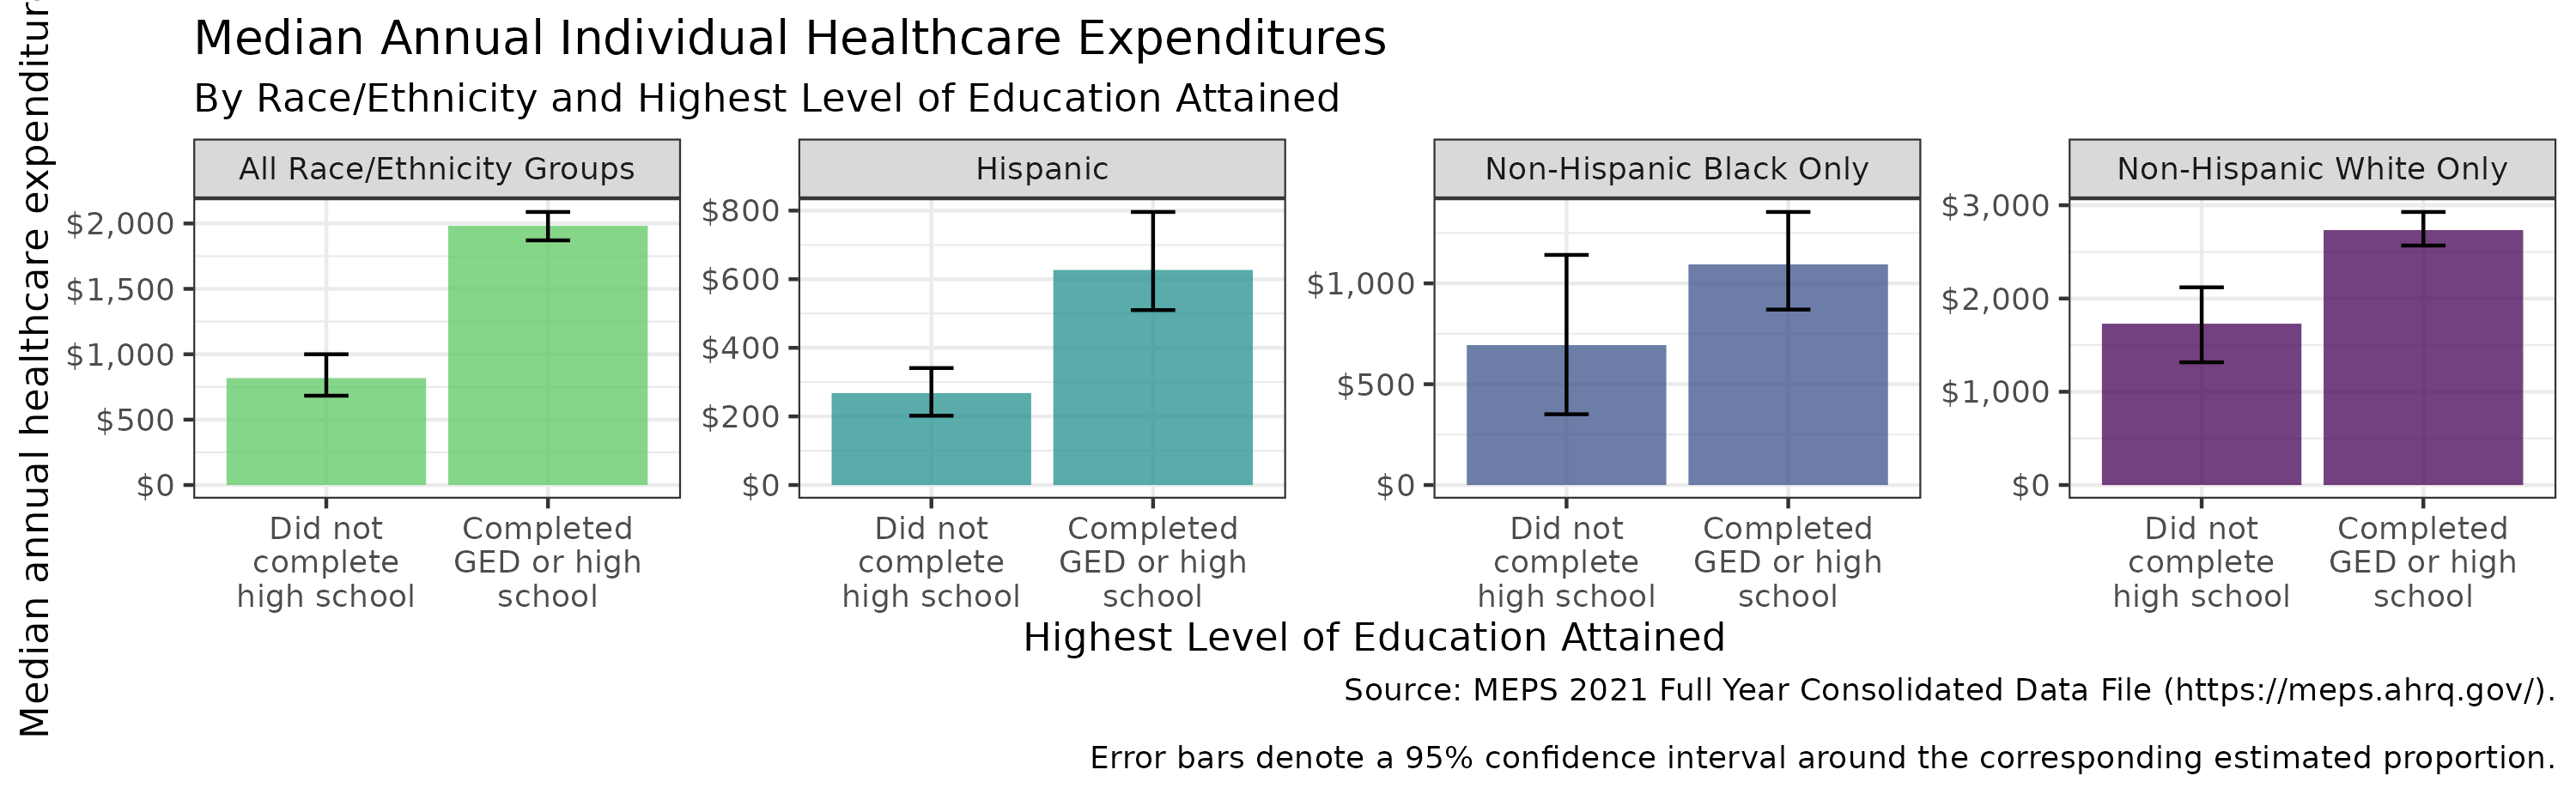 Median Annual Individual Healthcare Expenditures
By Race/Ethnicity and Highest Level of Education Attained
Median annual healthcare
All Race/Ethnicity Groups
$2,000
$1,500
$1,000
$500
$0
Did not
complete
high school
Completed
GED or high
school
Hispanic
$800
$600
$400
$200
$0
Did not
complete
high school
Completed
GED or high
school
Non-Hispanic Black Only
$1,000
$500
$0
Did not
complete
high school
Completed
GED or high
school
Non-Hispanic White Only
$3,000
$2,000
$1,000
$0
Did not
complete
high school
Completed
GED or high
school
Highest Level of Education Attained
Source: MEPS 2021 Full Year Consolidated Data File (https://meps.ahrq.gov/).
Error bars denote a 95% confidence interval around the corresponding estimated proportion.